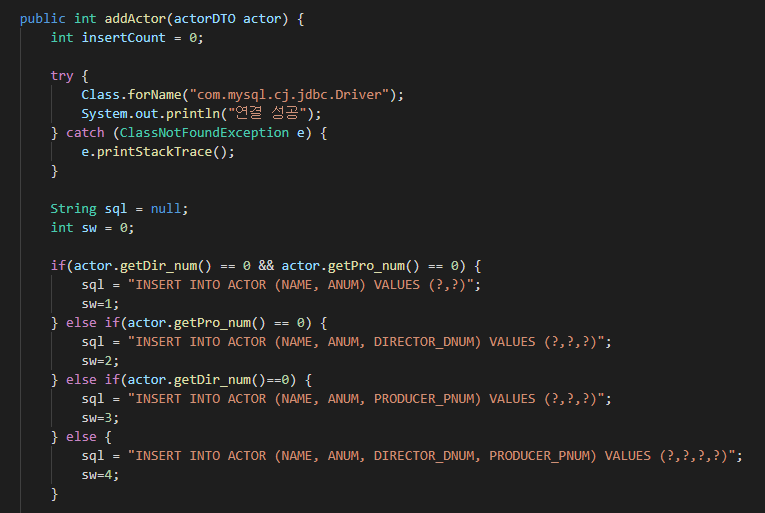 public int addActor(actorDTO actor) {
int insertCount = 0;
try {
Class.forName("com.mysql.cj.jdbc.Driver");
System.out.println("연결 성공");
} catch (ClassNotFoundException e) {
e.printStackTrace();
}
String sql = null;
int sw = 0;
if(actor.getDir_num() == 0 && actor.getPro_num() == 0) {
sql = "INSERT INTO ACTOR (NAME, ANUM) VALUES (?,?)";
sw=1;
} else if(actor.getPro_num() == 0) {
sql = "INSERT INTO ACTOR (NAME, ANUM, DIRECTOR_DNUM) VALUES (?,?,?)";
sw=2;
} else if(actor.getDir_num()==0) {
sql = "INSERT INTO ACTOR (NAME, ANUM, PRODUCER_PNUM) VALUES (?,?,?)";
sw=3;
} else {
sql = "INSERT INTO ACTOR (NAME, ANUM, DIRECTOR_DNUM, PRODUCER_PNUM) VALUES (?,?,?,?)";
sw=4;
}